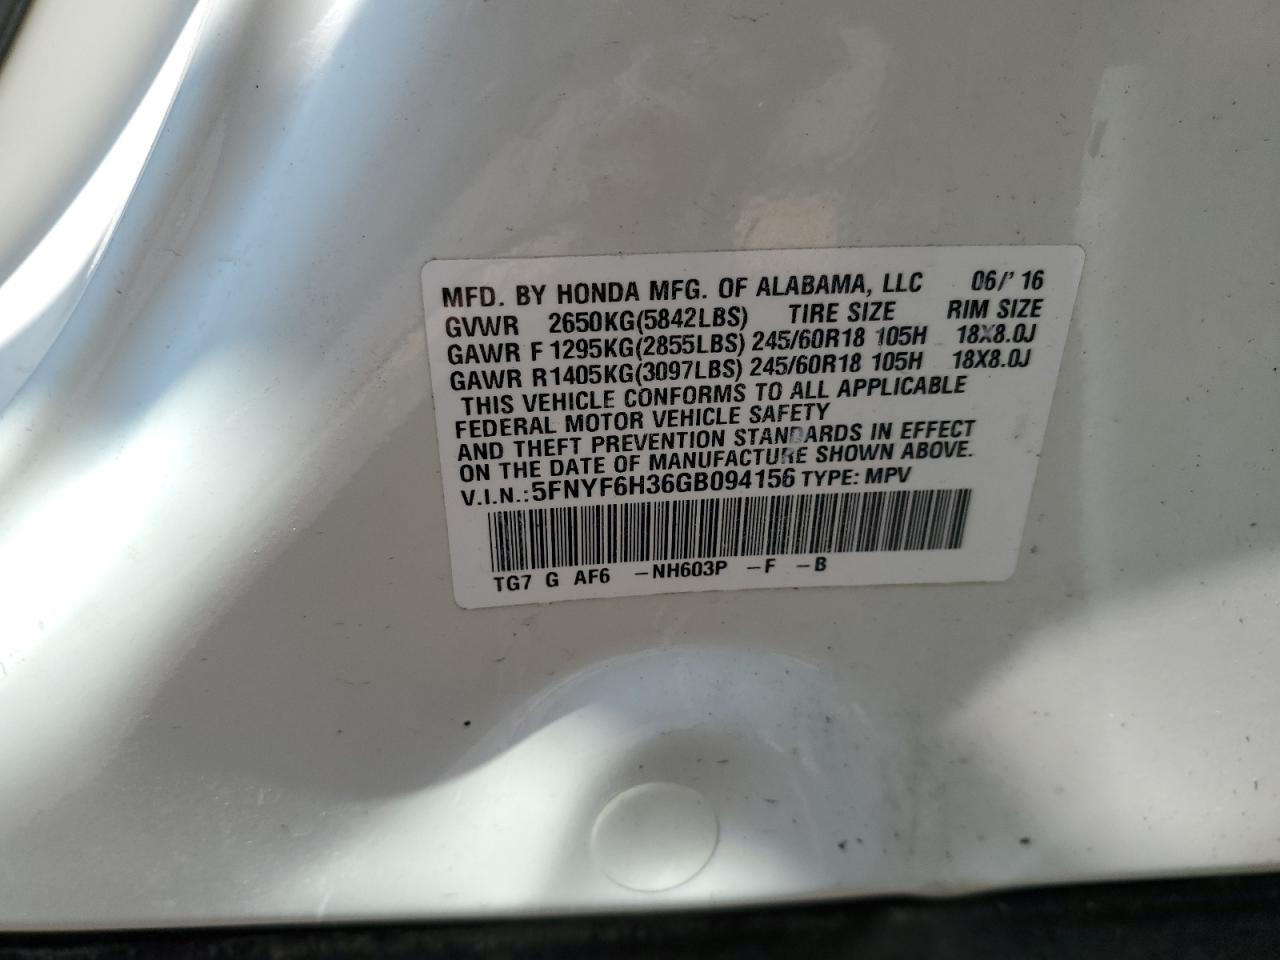 MFD. BY HONDA MFG. OF ALABAMA, LLC 06/' 16
GVWR 2650KG(5842LBS) TIRE SIZE RIM SIZE
GAWR F 1295KG(2855LBS) 245/60R18 105H 18X8.0J
GAWR R1405KG(3097LBS) 245/60R18 105H 18X8.0J
THIS VEHICLE CONFORMS TO ALL APPLICABLE
FEDERAL MOTOR VEHICLE SAFETY
AND THEFT PREVENTION STANDARDS IN EFFECT
ON THE DATE OF MANUFACTURE SHOWN ABOVE.
V.I.N.:5FNYF6H36GB094156 TYPE: MPV
TG7 G AF6 -NH603P -F -B